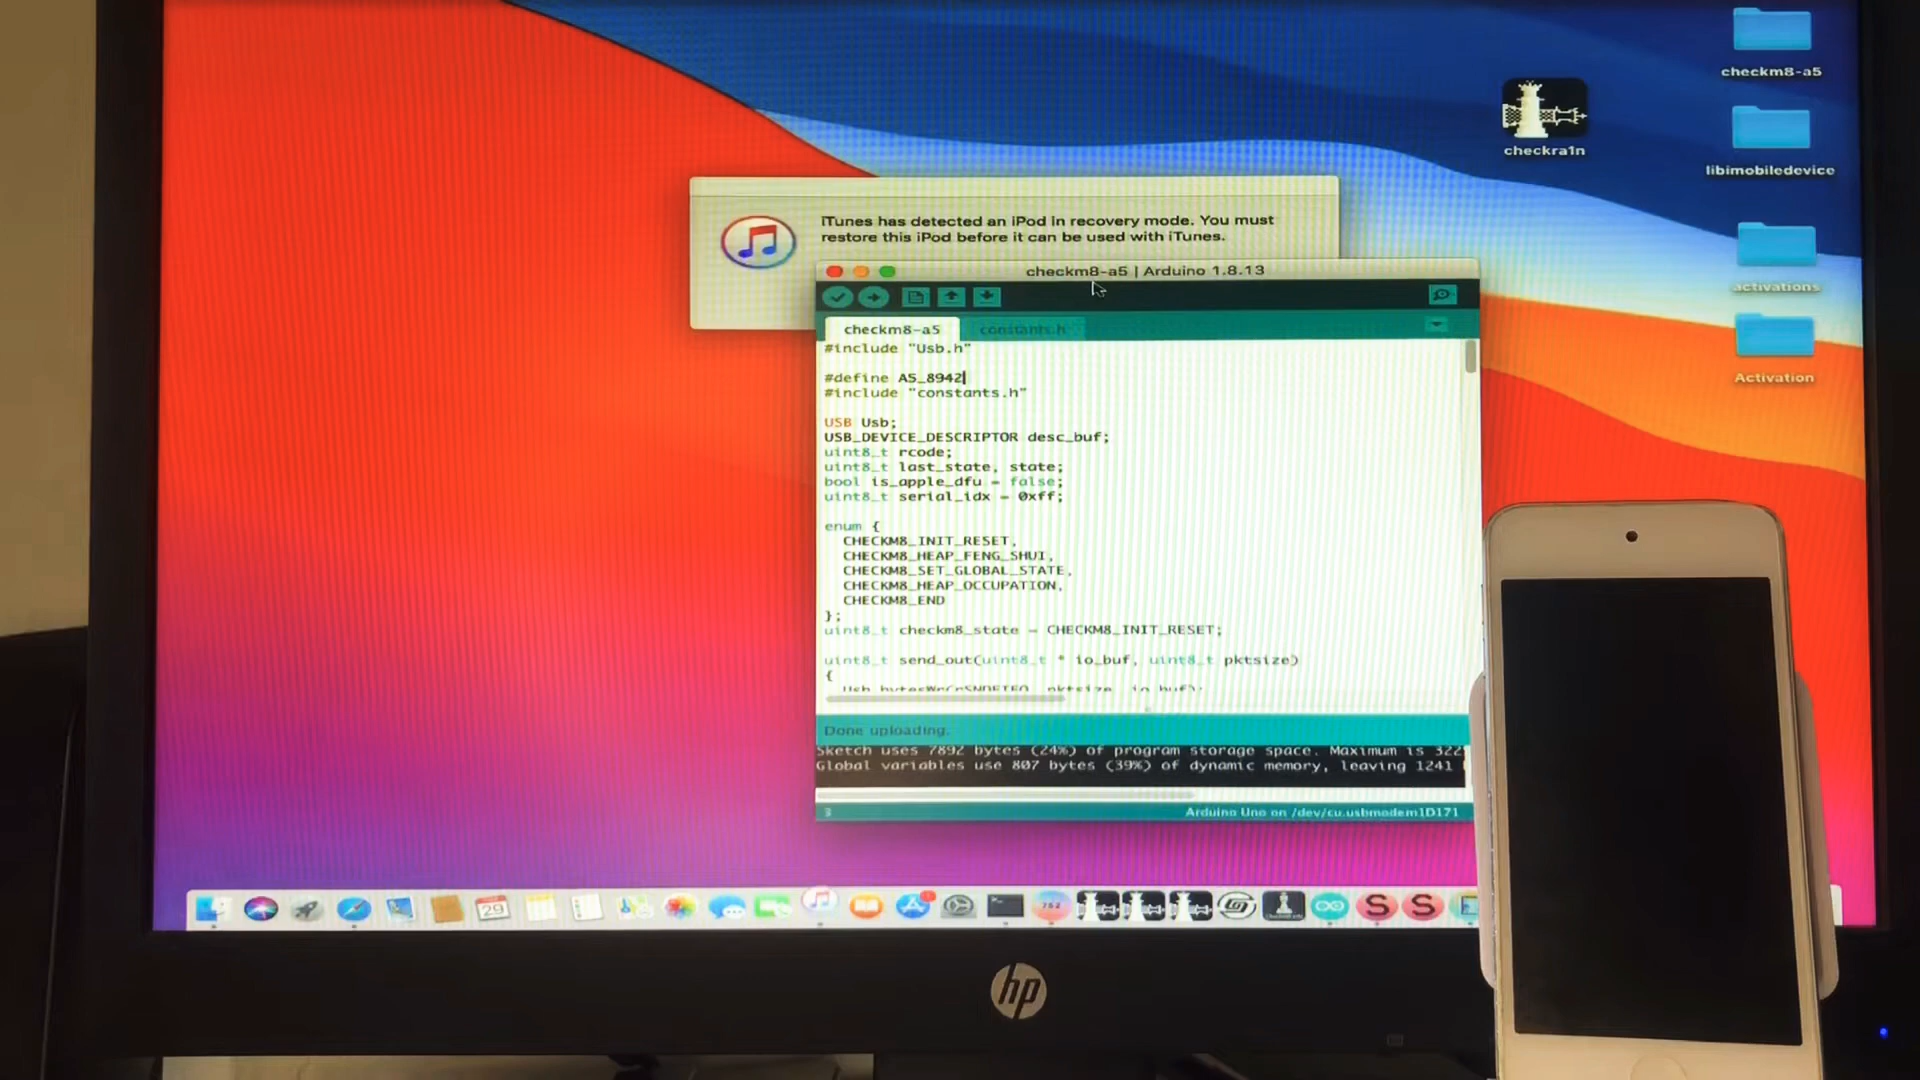 checkm8-a5
checkra1n
libimobiledevice
activations
Activation
iTunes has detected an iPod in recovery mode. You must
restore this iPod before it can be used with iTunes.
checkm8-a5 | Arduino 1.8.13
checkm8-a5
constants.h
#include "Usb.h"
#define A5_8942
#include "constants.h"
USB Usb;
USB_DEVICE_DESCRIPTOR desc_buf;
uint8_t rcode;
uint8_t last_state, state;
bool is_apple_dfu = false;
uint8_t serial_idx = 0xff;
enum {
CHECKM8_INIT_RESET,
CHECKM8_HEAP_FENG_SHUI,
CHECKM8_SET_GLOBAL_STATE,
CHECKM8_HEAP_OCCUPATION,
CHECKM8_END
};
uint8_t checkm8_state = CHECKM8_INIT_RESET;
uint8_t send_out(uint8_t * io_buf, uint8_t pktsize)
{
Done uploading.
Sketch uses 7892 bytes (24%) of program storage space. Maximum is 322
Global variables use 807 bytes (39%) of dynamic memory, leaving 1241
3
Arduino Uno on /dev/cu.usbmodem1D171
29
hp